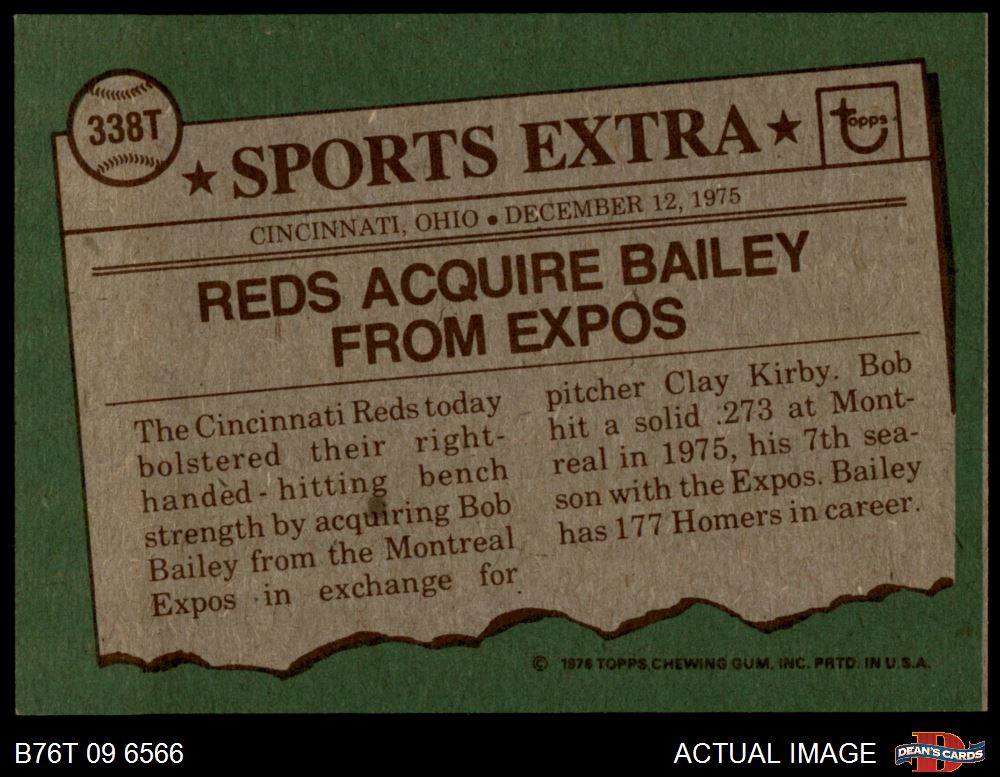 338T
★ SPORTS EXTRA ★
topps
CINCINNATI, OHIO • DECEMBER 12, 1975
REDS ACQUIRE BAILEY
FROM EXPOS
The Cincinnati Reds today
bolstered their right-
handed-hitting bench
strength by acquiring Bob
Bailey from the Montreal
Expos in exchange for
pitcher Clay Kirby. Bob
hit a solid .273 at Mont-
real in 1975, his 7th sea-
son with the Expos. Bailey
has 177 Homers in career.
© 1976 TOPPS CHEWING GUM, INC. PRTD. IN U.S.A.
B76T 09 6566
ACTUAL IMAGE
DEAN'S CARDS